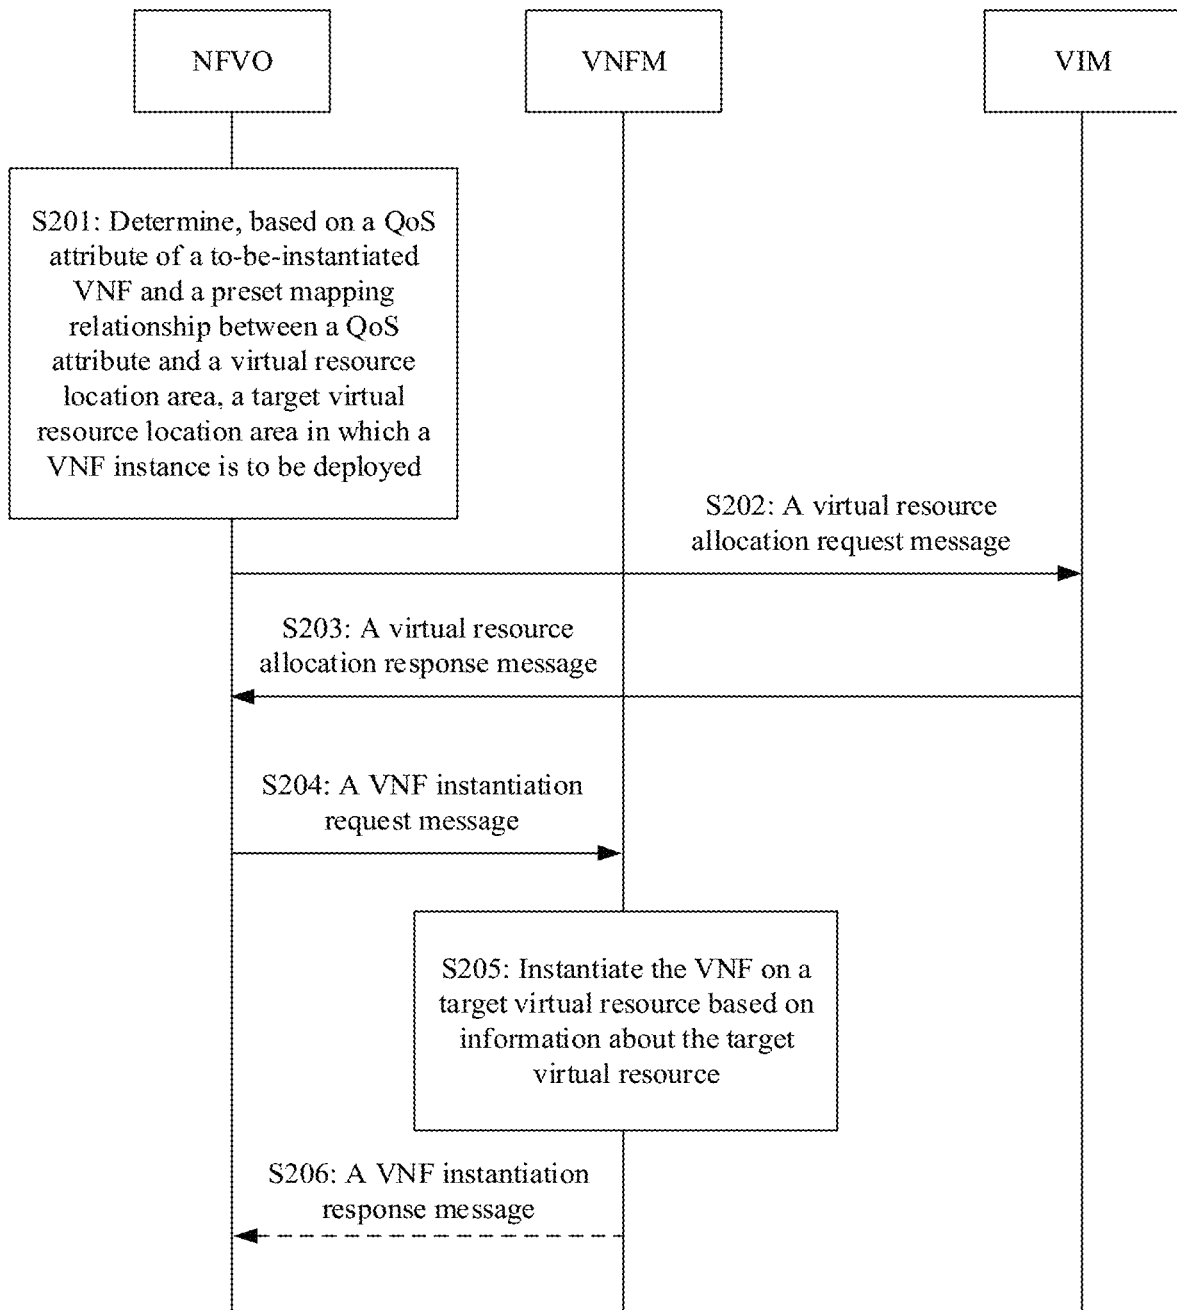 NFVO
VNFM
VIM
S201: Determine, based on a QoS
attribute of a to-be-instantiated
VNF and a preset mapping
relationship between a QoS
attribute and a virtual resource
location area, a target virtual
resource location area in which a
VNF instance is to be deployed
S202: A virtual resource
allocation request message
S203: A virtual resource
allocation response message
S204: A VNF instantiation
request message
S205: Instantiate the VNF on a
target virtual resource based on
information about the target
virtual resource
S206: A VNF instantiation
response message